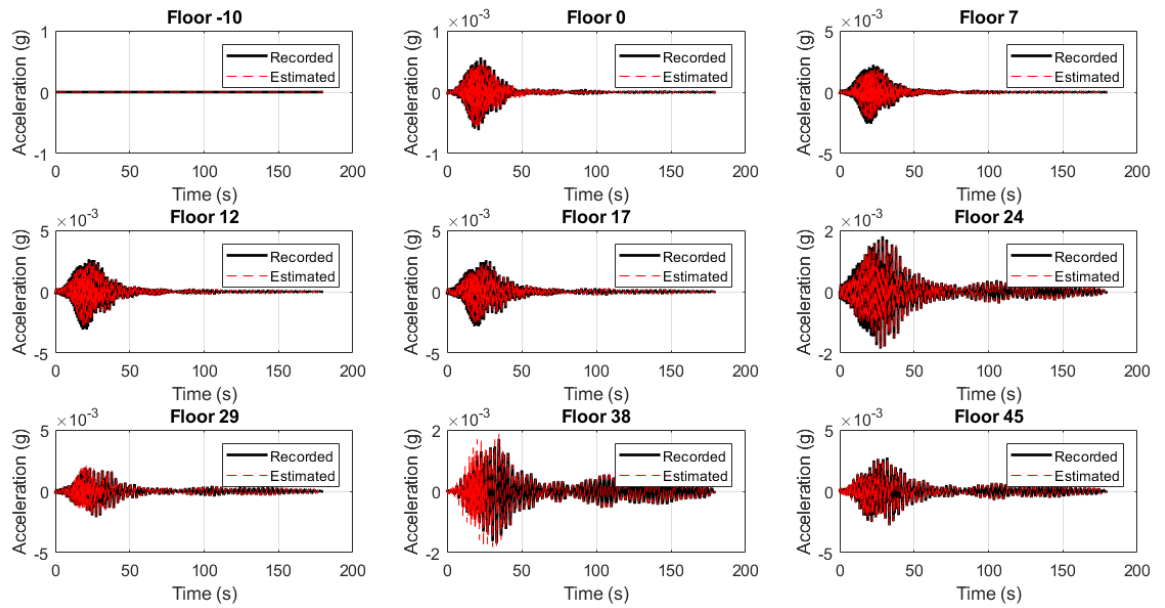 Floor -10
Acceleration (g)
1
0
-1
0 50 100 150 200
Time (s)
Recorded
Estimated
Floor 0
×10^-3
Acceleration (g)
1
0
-1
0 50 100 150 200
Time (s)
Recorded
Estimated
Floor 7
×10^-3
Acceleration (g)
5
0
-5
0 50 100 150 200
Time (s)
Recorded
Estimated
Floor 12
×10^-3
Acceleration (g)
5
0
-5
0 50 100 150 200
Time (s)
Recorded
Estimated
Floor 17
×10^-3
Acceleration (g)
5
0
-5
0 50 100 150 200
Time (s)
Recorded
Estimated
Floor 24
×10^-3
Acceleration (g)
2
0
-2
0 50 100 150 200
Time (s)
Recorded
Estimated
Floor 29
×10^-3
Acceleration (g)
5
0
-5
0 50 100 150 200
Time (s)
Recorded
Estimated
Floor 38
×10^-3
Acceleration (g)
2
0
-2
0 50 100 150 200
Time (s)
Recorded
Estimated
Floor 45
×10^-3
Acceleration (g)
5
0
-5
0 50 100 150 200
Time (s)
Recorded
Estimated